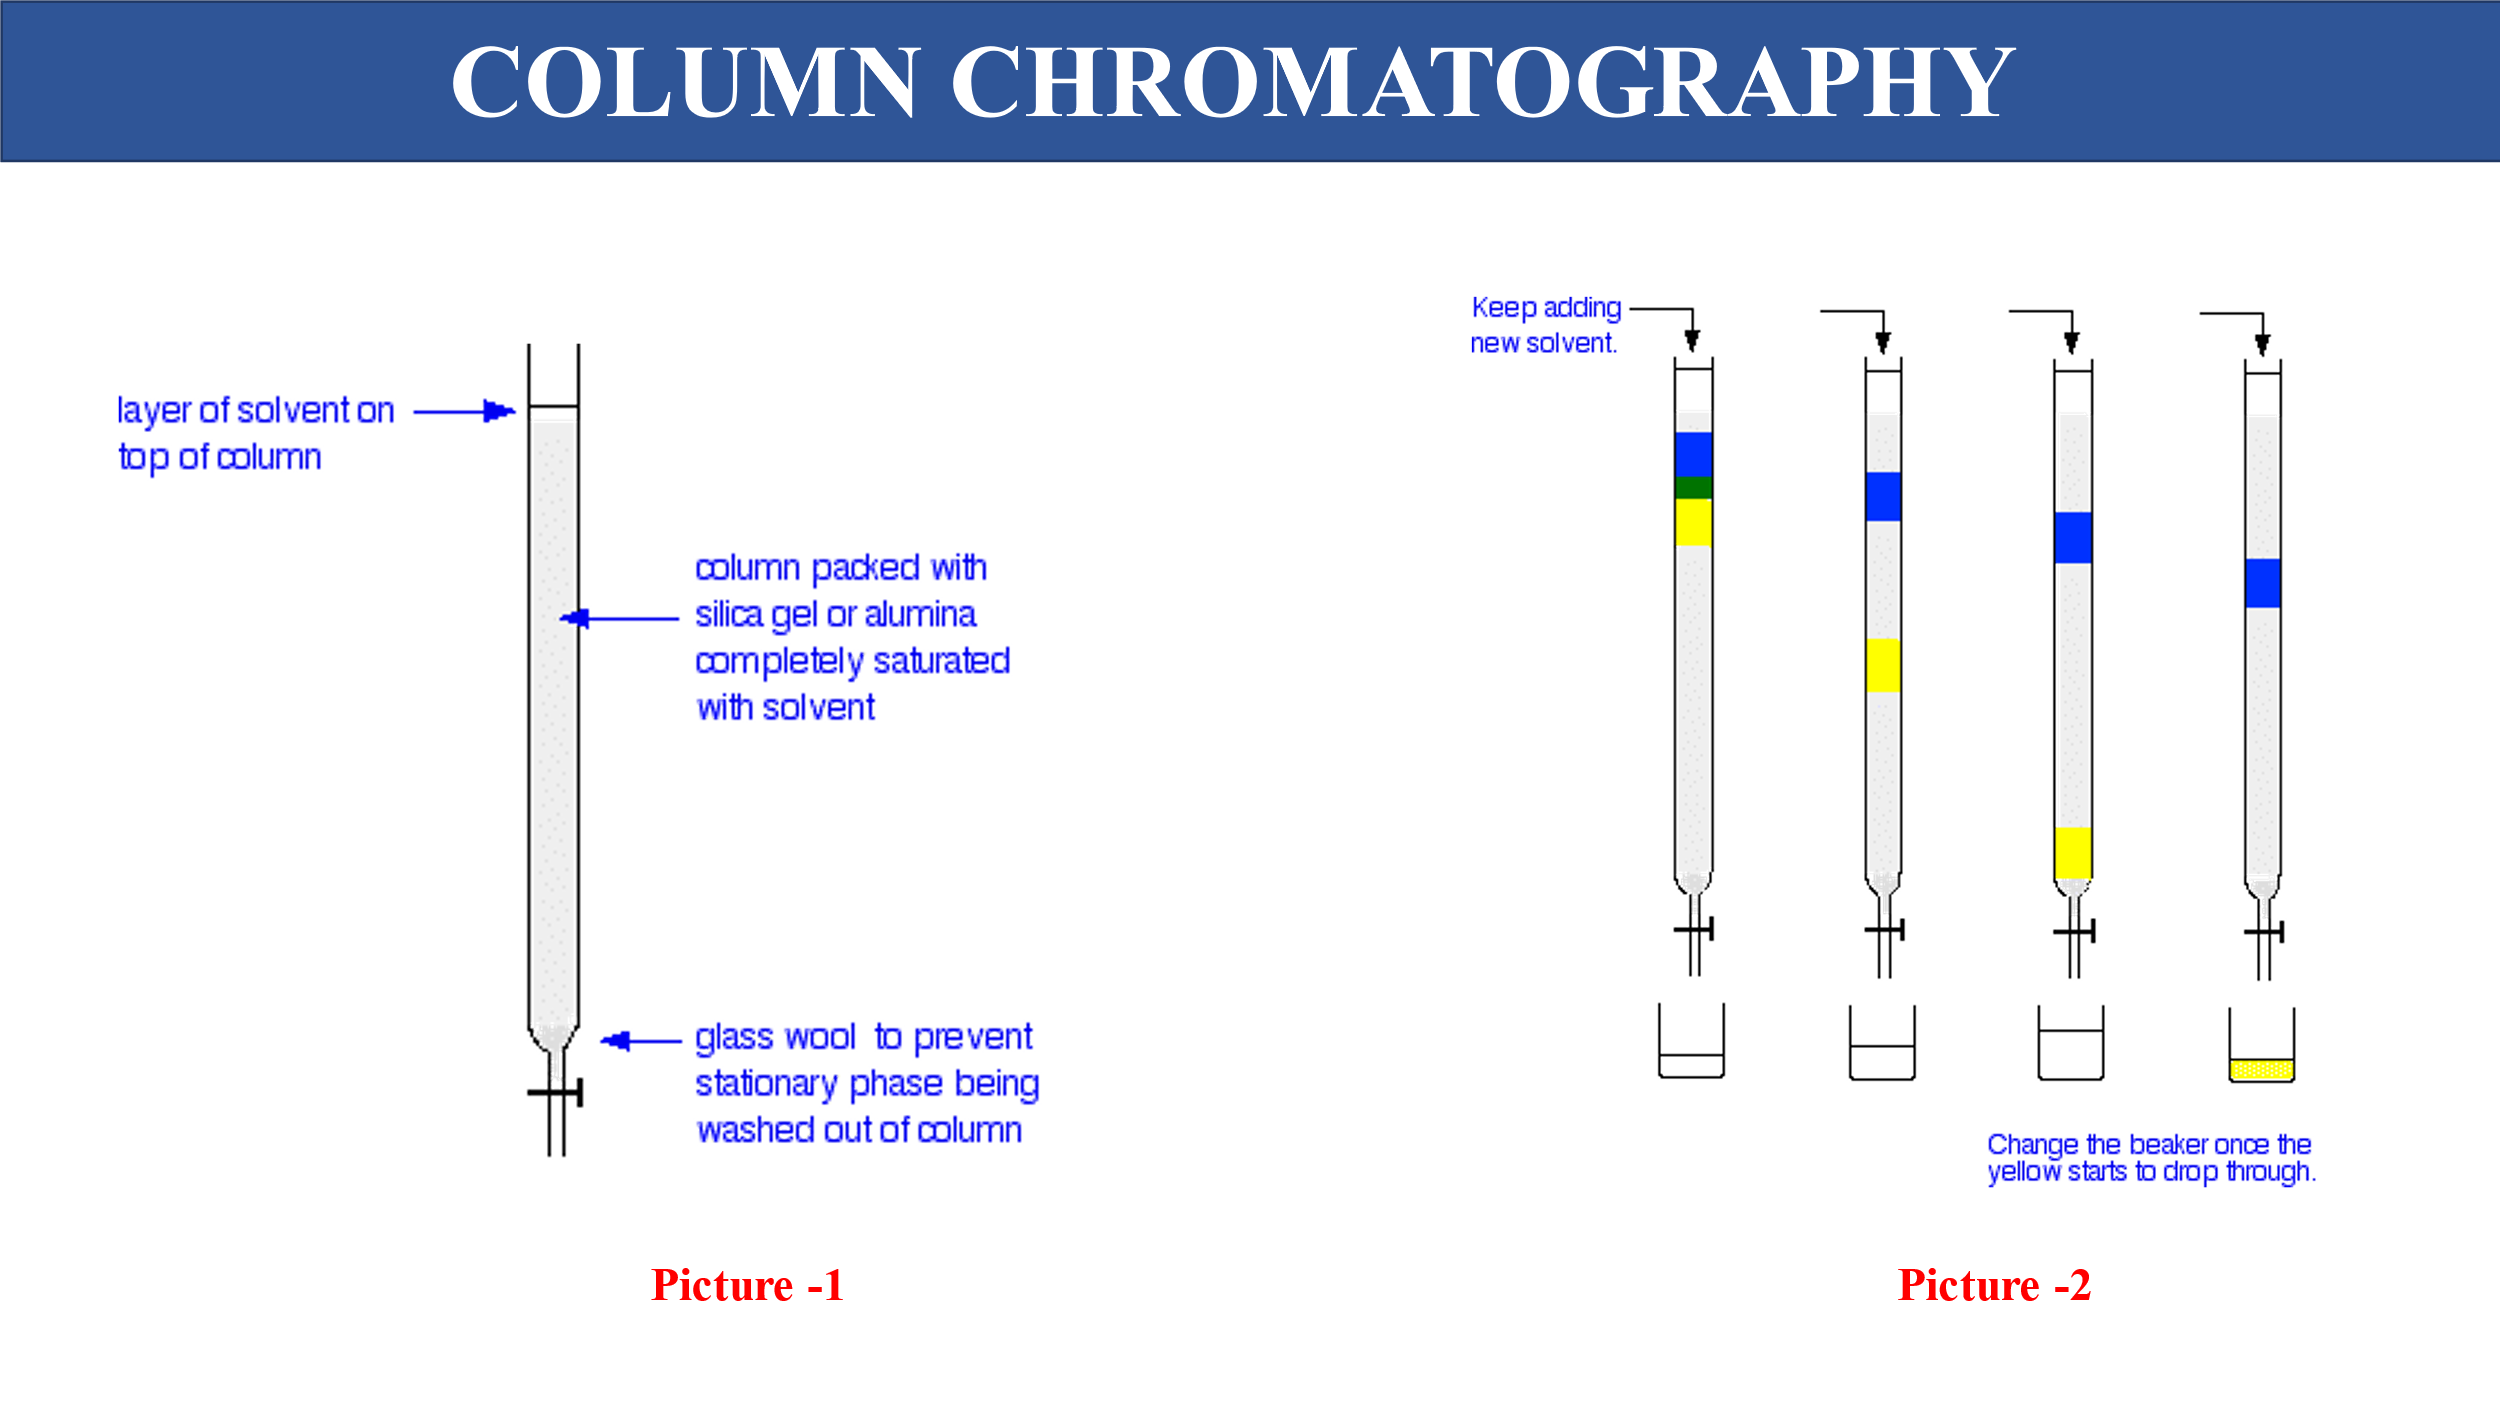 COLUMN CHROMATOGRAPHY
layer of solvent on
top of column
column packed with
silica gel or alumina
completely saturated
with solvent
glass wool to prevent
stationary phase being
washed out of column
Picture -1
Keep adding
new solvent.
Change the beaker once the
yellow starts to drop through.
Picture -2